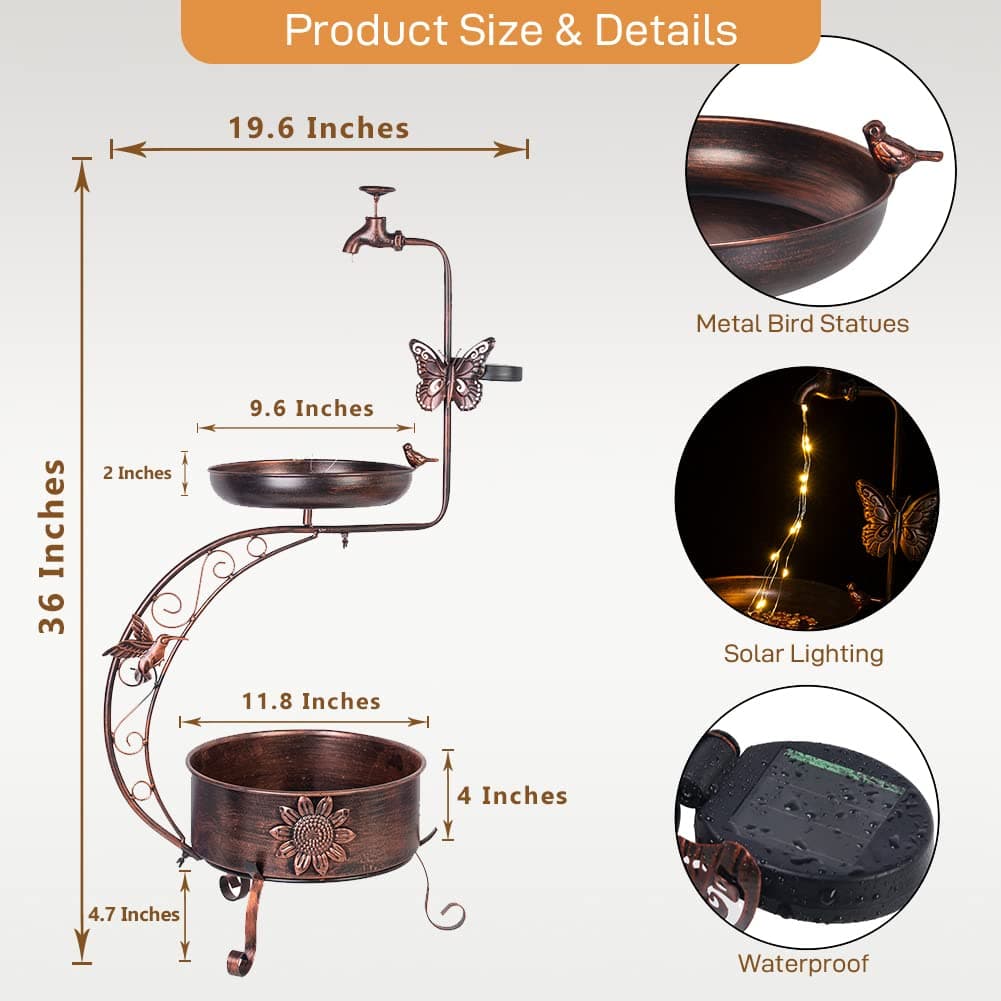 Product Size & Details
19.6 Inches
36 Inches
9.6 Inches
2 Inches
11.8 Inches
4 Inches
4.7 Inches
Metal Bird Statues
Solar Lighting
Waterproof